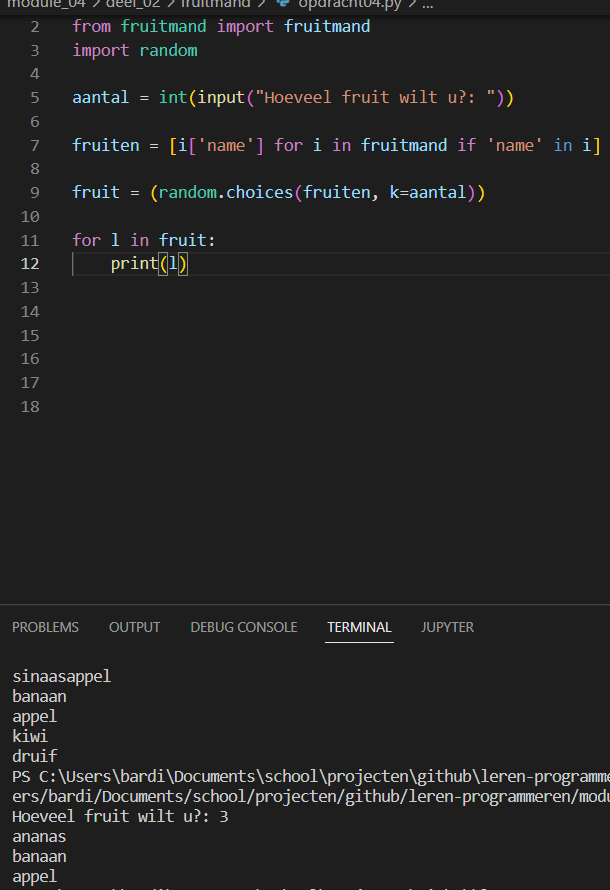 module_04 > deel_02 > fruitmand > opdracht04.py > ...
2 from fruitmand import fruitmand
3 import random
4
5 aantal = int(input("Hoeveel fruit wilt u?: "))
6
7 fruiten = [i['name'] for i in fruitmand if 'name' in i]
8
9 fruit = (random.choices(fruiten, k=aantal))
10
11 for l in fruit:
12     print(l)
13
14
15
16
17
18
PROBLEMS OUTPUT DEBUG CONSOLE TERMINAL JUPYTER
sinaasappel
banaan
appel
kiwi
druif
PS C:\Users\bardi\Documents\school\projecten\github\leren-programme
ers/bardi/Documents/school/projecten/github/leren-programmeren/modu
Hoeveel fruit wilt u?: 3
ananas
banaan
appel